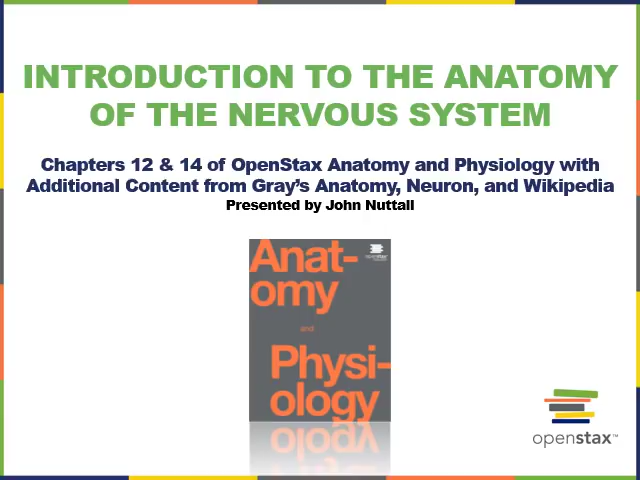 INTRODUCTION TO THE ANATOMY
OF THE NERVOUS SYSTEM
Chapters 12 & 14 of OpenStax Anatomy and Physiology with
Additional Content from Gray's Anatomy, Neuron, and Wikipedia
Presented by John Nuttall
openstax
Anat-
omy
and
Physi-
ology
openstax™